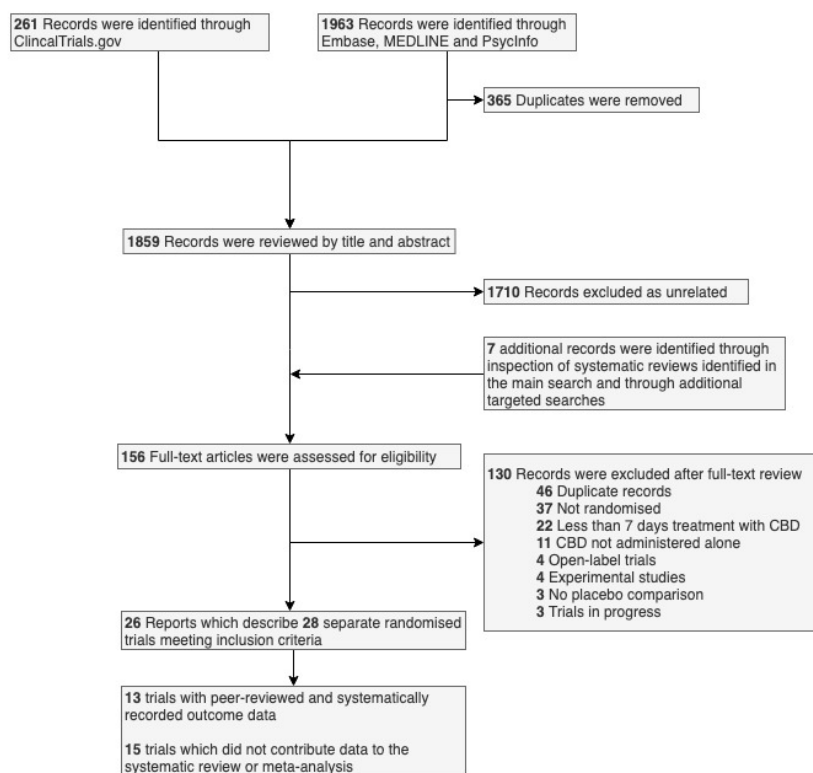 261 Records were identified through
ClincalTrials.gov
1963 Records were identified through
Embase, MEDLINE and PsycInfo
365 Duplicates were removed
1859 Records were reviewed by title and abstract
1710 Records excluded as unrelated
7 additional records were identified through
inspection of systematic reviews identified in
the main search and through additional
targeted searches
156 Full-text articles were assessed for eligibility
130 Records were excluded after full-text review
46 Duplicate records
37 Not randomised
22 Less than 7 days treatment with CBD
11 CBD not administered alone
4 Open-label trials
4 Experimental studies
3 No placebo comparison
3 Trials in progress
26 Reports which describe 28 separate randomised
trials meeting inclusion criteria
13 trials with peer-reviewed and systematically
recorded outcome data
15 trials which did not contribute data to the
systematic review or meta-analysis